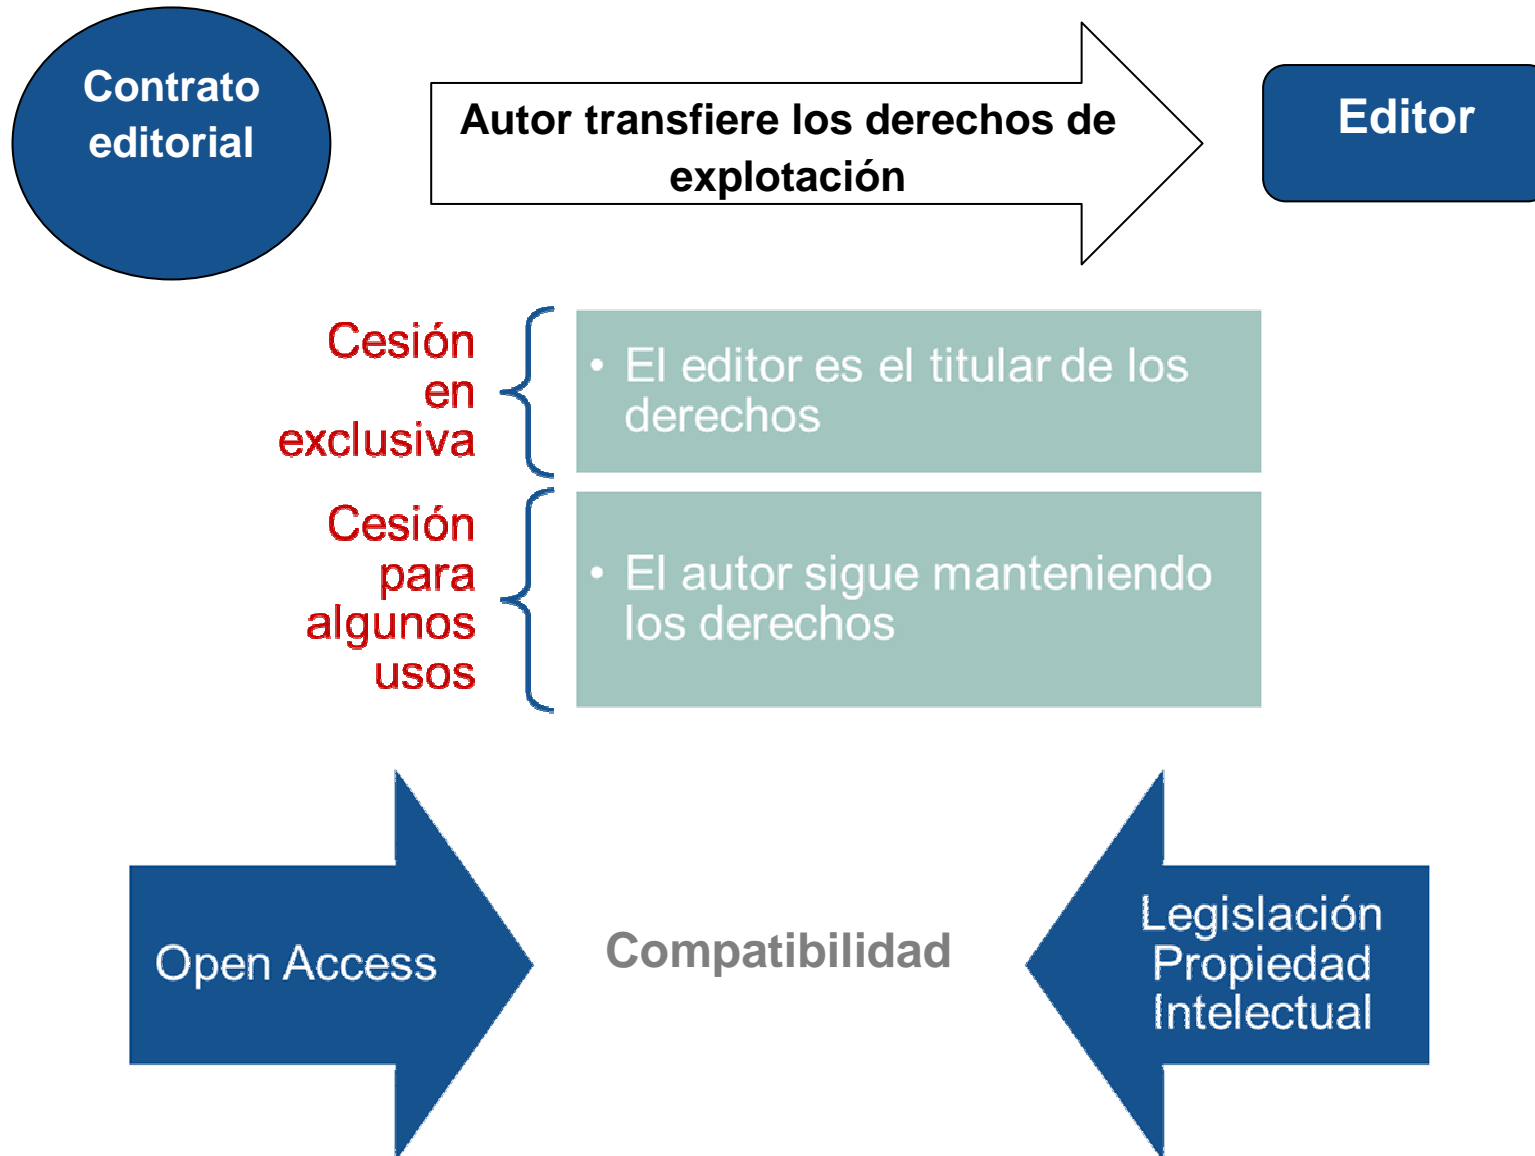 Contrato
editorial
Autor transfiere los derechos de
explotación
Editor
Cesión
en
exclusiva
• El editor es el titular de los
derechos
Cesión
para
algunos
usos
• El autor sigue manteniendo
los derechos
Open Access
Compatibilidad
Legislación
Propiedad
Intelectual